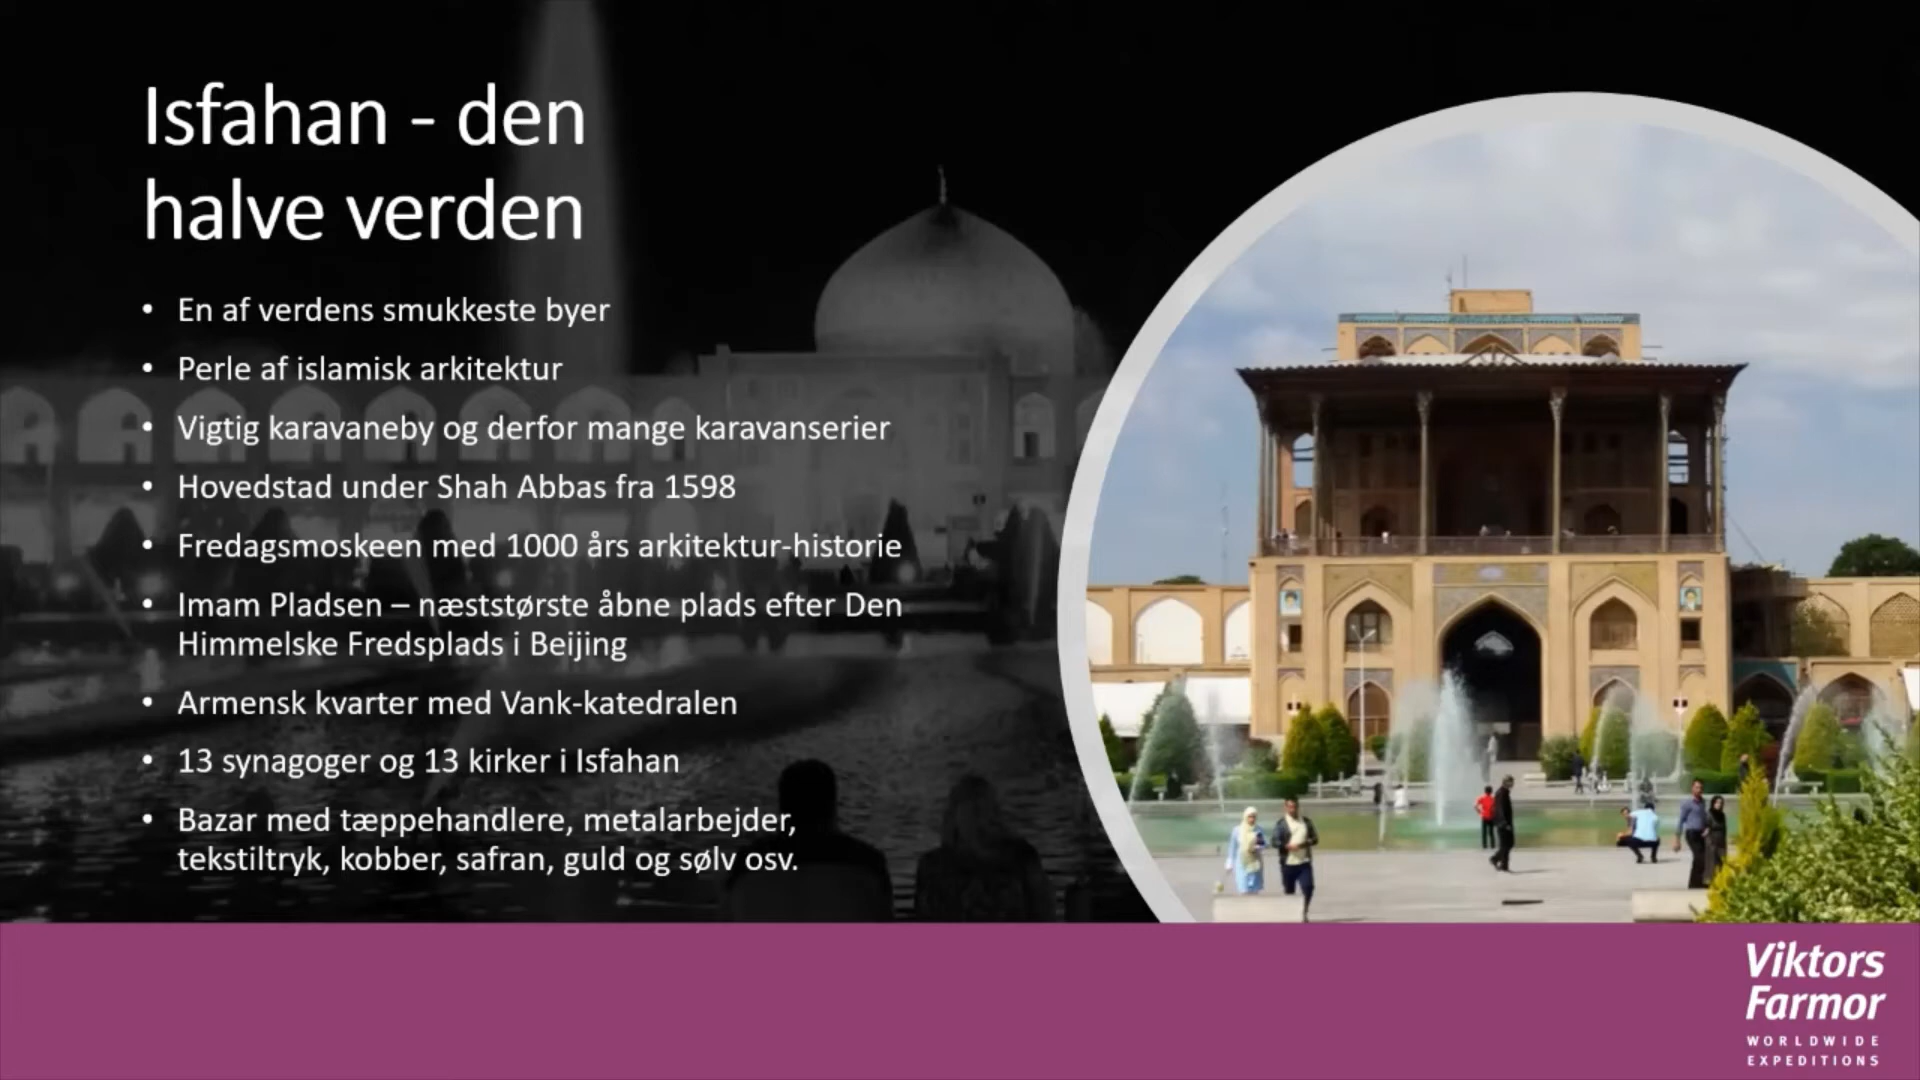 Isfahan - den
halve verden
• En af verdens smukkeste byer
• Perle af islamisk arkitektur
• Vigtig karavaneby og derfor mange karavanserier
• Hovedstad under Shah Abbas fra 1598
• Fredagsmoskeen med 1000 års arkitektur-historie
• Imam Pladsen – næststørste åbne plads efter Den
Himmelske Fredsplads i Beijing
• Armensk kvarter med Vank-katedralen
• 13 synagoger og 13 kirker i Isfahan
• Bazar med tæppehandlere, metalarbejder,
tekstiltryk, kobber, safran, guld og sølv osv.
Viktors
Farmor
WORLDWIDE
EXPEDITIONS